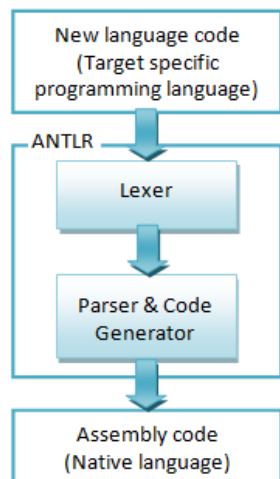 New language code
(Target specific
programming language)
ANTLR
Lexer
Parser & Code
Generator
Assembly code
(Native language)